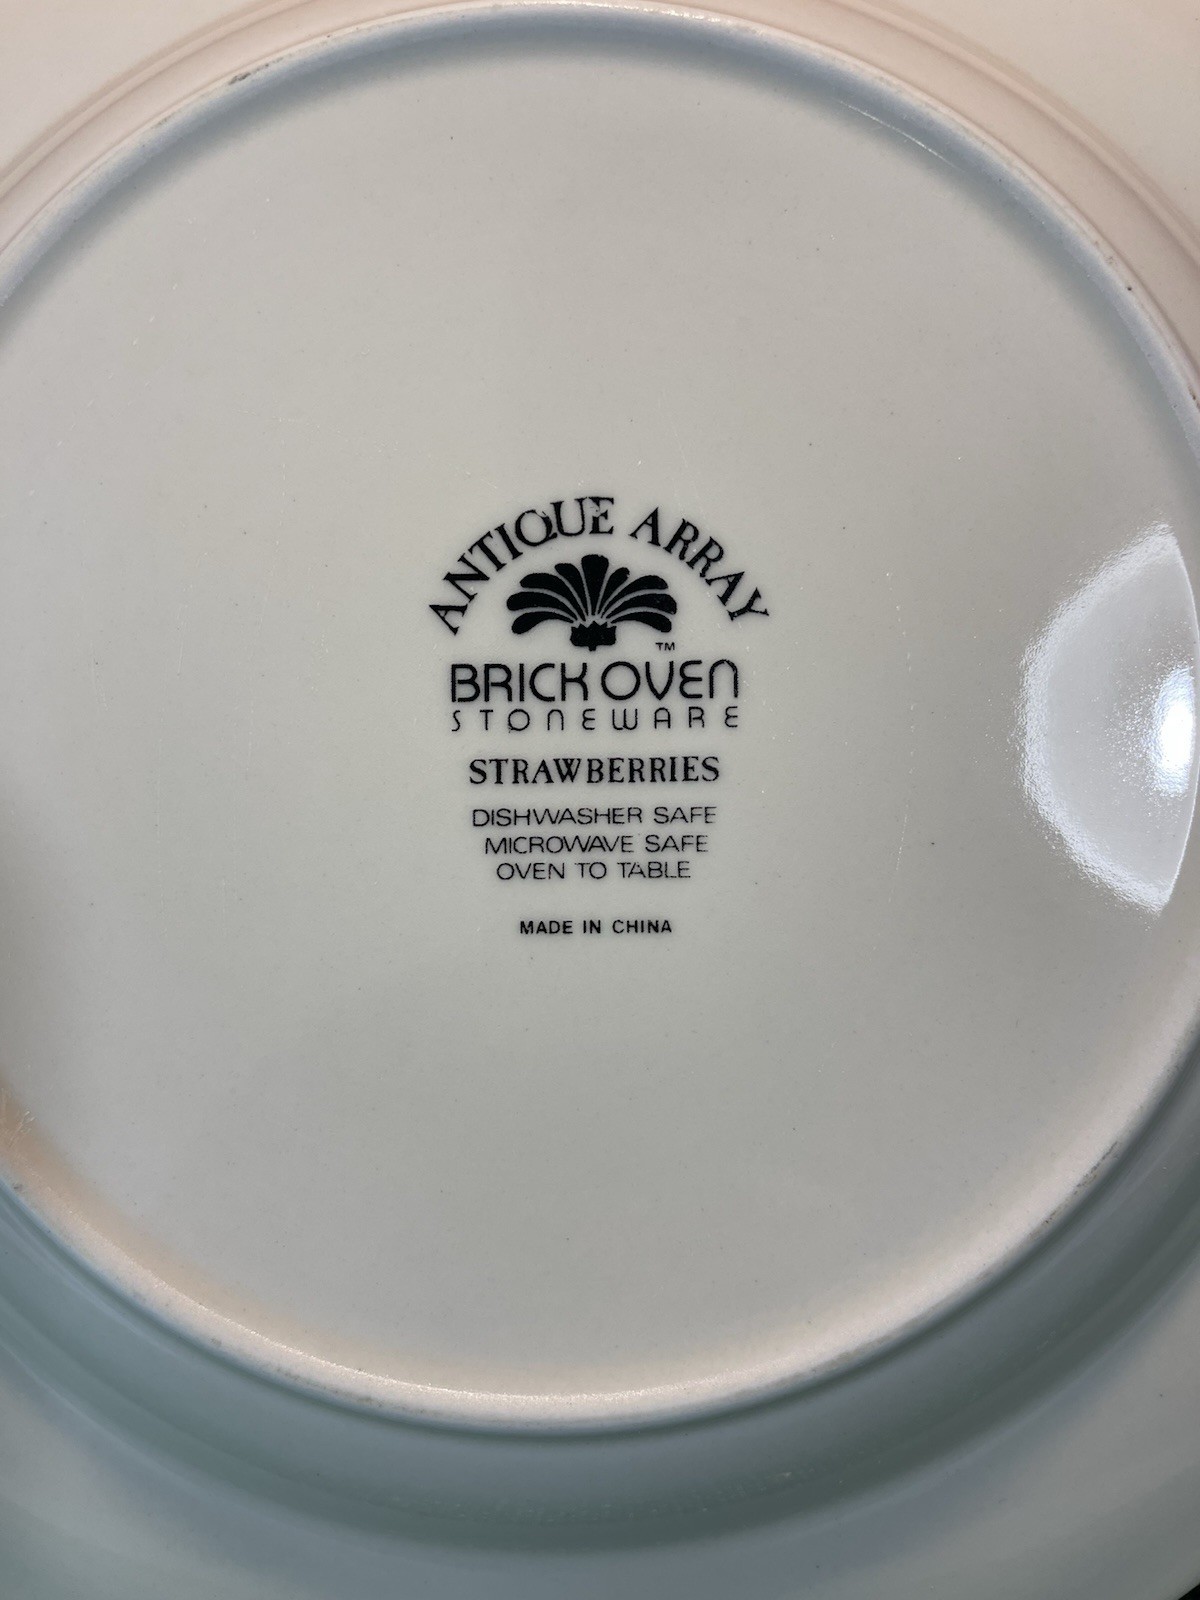 ANTIQUE ARRAY
TM
BRICK OVEN
STONEWARE
STRAWBERRIES
DISHWASHER SAFE
MICROWAVE SAFE
OVEN TO TABLE
MADE IN CHINA